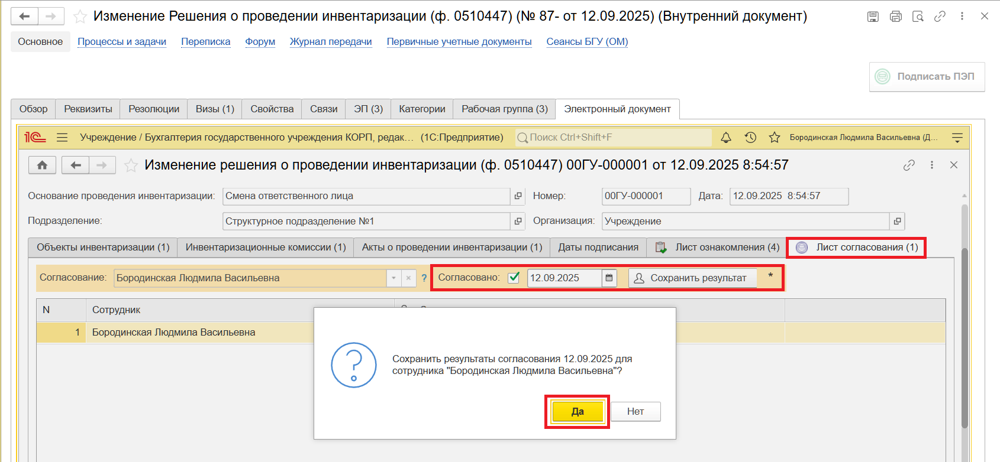 Изменение Решения о проведении инвентаризации (ф. 0510447) (№ 87- от 12.09.2025) (Внутренний документ)
Основное Процессы и задачи Переписка Форум Журнал передачи Первичные учетные документы Сеансы БГУ (ОМ)
Подписать ПЭП
Обзор Реквизиты Резолюции Визы (1) Свойства Связи ЭП (3) Категории Рабочая группа (3) Электронный документ
1С Учреждение / Бухгалтерия государственного учреждения КОРП, редак... (1С:Предприятие) Поиск Ctrl+Shift+F Бородинская Людмила Васильевна (Д...
Изменение решения о проведении инвентаризации (ф. 0510447) 00ГУ-000001 от 12.09.2025 8:54:57
Основание проведения инвентаризации: Смена ответственного лица Номер: 00ГУ-000001 Дата: 12.09.2025 8:54:57
Подразделение: Структурное подразделение №1 Организация: Учреждение
Объекты инвентаризации (1) Инвентаризационные комиссии (1) Акты о проведении инвентаризации (1) Даты подписания Лист ознакомления (4) Лист согласования (1)
Согласование: Бородинская Людмила Васильевна ? Согласовано: 12.09.2025 Сохранить результат *
N Сотрудник
1 Бородинская Людмила Васильевна
Сохранить результаты согласования 12.09.2025 для
сотрудника "Бородинская Людмила Васильевна"?
Да Нет